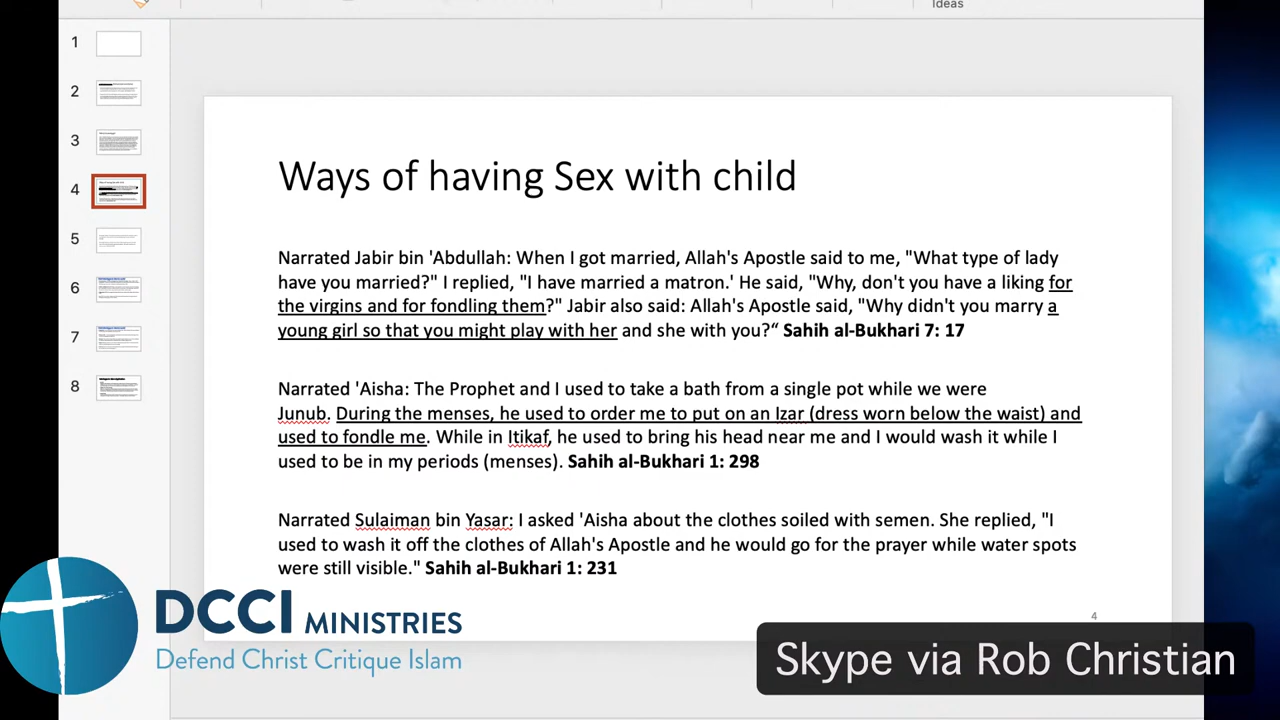 Ideas
1
2
3
4
5
6
7
8
Ways of having Sex with child
Narrated Jabir bin 'Abdullah: When I got married, Allah's Apostle said to me, "What type of lady
have you married?" I replied, "I have married a matron.' He said, "Why, don't you have a liking for
the virgins and for fondling them?" Jabir also said: Allah's Apostle said, "Why didn't you marry a
young girl so that you might play with her and she with you?“ Sahih al-Bukhari 7: 17
Narrated 'Aisha: The Prophet and I used to take a bath from a single pot while we were
Junub. During the menses, he used to order me to put on an Izar (dress worn below the waist) and
used to fondle me. While in Itikaf, he used to bring his head near me and I would wash it while I
used to be in my periods (menses). Sahih al-Bukhari 1: 298
Narrated Sulaiman bin Yasar: I asked 'Aisha about the clothes soiled with semen. She replied, "I
used to wash it off the clothes of Allah's Apostle and he would go for the prayer while water spots
were still visible." Sahih al-Bukhari 1: 231
4
DCCI MINISTRIES
Defend Christ Critique Islam
Skype via Rob Christian